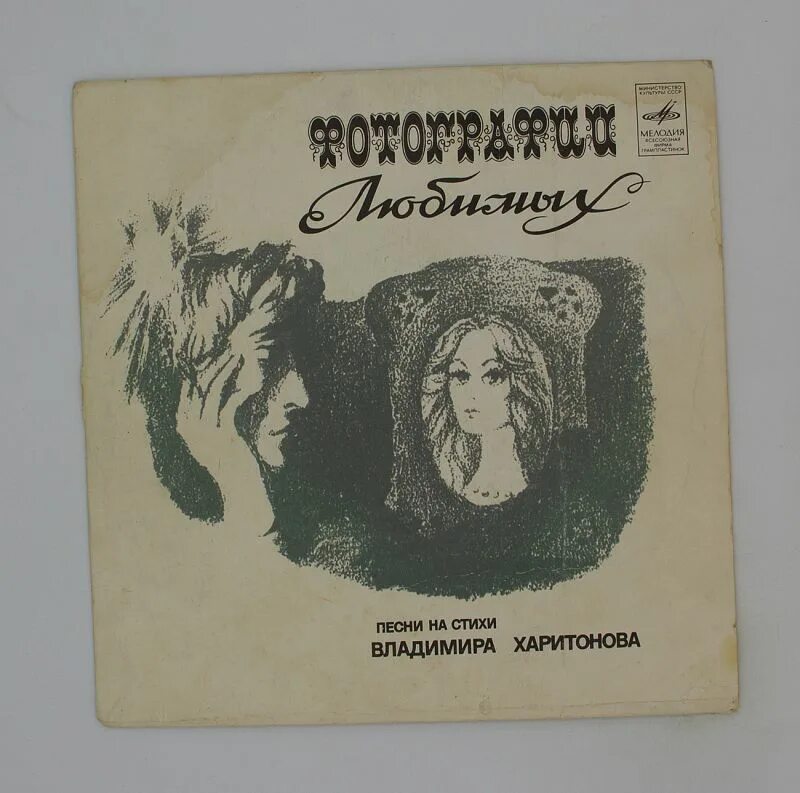 ФОТОГРАФИИ
Любимых
МИНИСТЕРСТВО
КУЛЬТУРЫ СССР
МЕЛОДИЯ
ВСЕСОЮЗНАЯ
ФИРМА
ГРАМПЛАСТИНОК
ПЕСНИ НА СТИХИ
ВЛАДИМИРА ХАРИТОНОВА